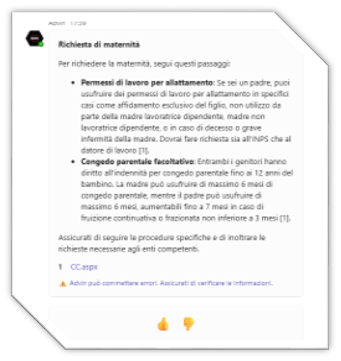 Advin 17:29
Richiesta di maternità
Per richiedere la maternità, segui questi passaggi:
• Permessi di lavoro per allattamento: Se sei un padre, puoi
usufruire dei permessi di lavoro per allattamento in specifici
casi come affidamento esclusivo del figlio, non utilizzo da
parte della madre lavoratrice dipendente, madre non
lavoratrice dipendente, o in caso di decesso o grave
infermità della madre. Dovrai fare richiesta sia all'INPS che al
datore di lavoro [1].
• Congedo parentale facoltativo: Entrambi i genitori hanno
diritto all'indennità per congedo parentale fino ai 12 anni del
bambino. La madre può usufruire di massimo 6 mesi di
congedo parentale, mentre il padre può usufruire di
massimo 6 mesi, aumentabili fino a 7 mesi in caso di
fruizione continuativa o frazionata non inferiore a 3 mesi [1].
Assicurati di seguire le procedure specifiche e di inoltrare le
richieste necessarie agli enti competenti.
1 CC.aspx
Advin può commettere errori. Assicurati di verificare le informazioni.